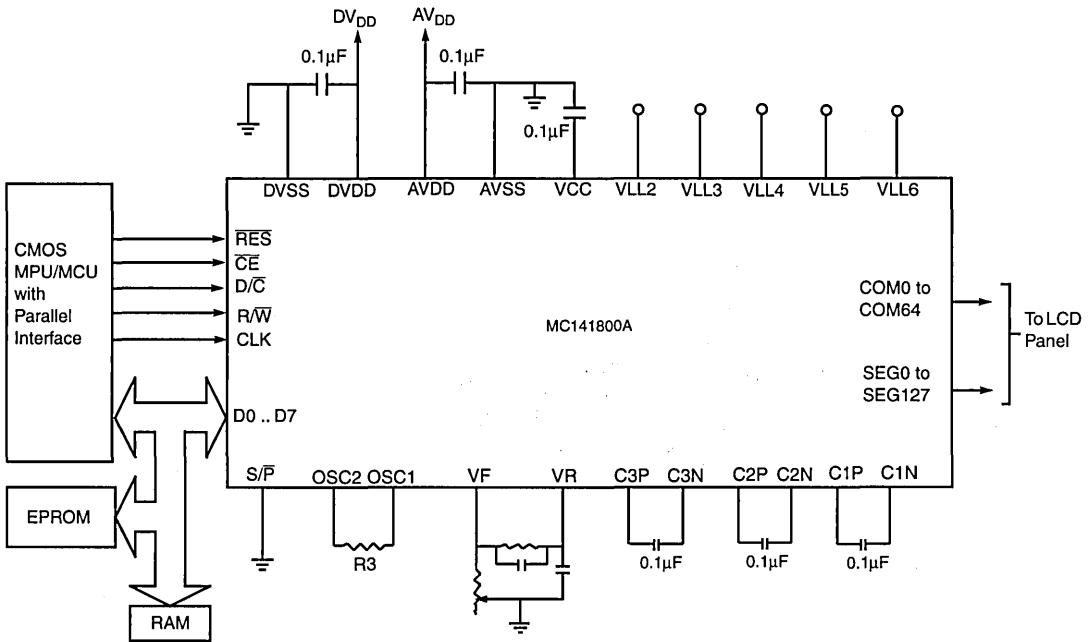 DVDD
AVDD
0.1µF
0.1µF
0.1µF
DVSS
DVDD
AVDD
AVSS
VCC
VLL2
VLL3
VLL4
VLL5
VLL6
CMOS
MPU/MCU
with
Parallel
Interface
R̅E̅S̅
C̅E̅
D/C̅
R/W̅
CLK
D0 .. D7
MC141800A
COM0 to
COM64
SEG0 to
SEG127
To LCD
Panel
S/P̅
OSC2
OSC1
VF
VR
C3P
C3N
C2P
C2N
C1P
C1N
EPROM
R3
0.1µF
0.1µF
0.1µF
RAM